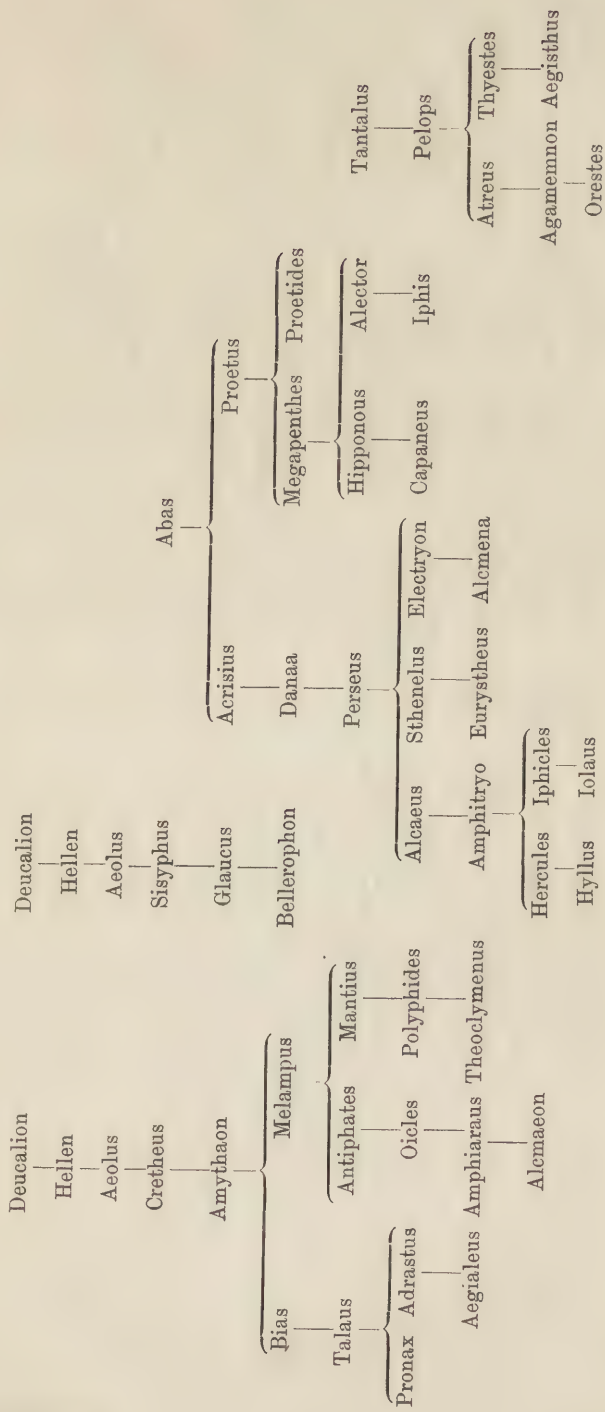 Deucalion Deucalion
Hellen Hellen
Aeolus Aeolus
Cretheus Sisyphus Abas
Amythaon Glaucus Acrisius Proetus
Bias Melampus Bellerophon Danaa Megapenthes Proetides
Talaus Antiphates Mantius Perseus Hipponous Alector Tantalus
Pronax Adrastus Oicles Polyphides Alcaeus Sthenelus Electryon Capaneus Iphis Pelops
Aegialeus Amphiaraus Theoclymenus Amphitryo Eurystheus Alcmena Atreus Thyestes
Alcmaeon Hercules Iphicles Agamemnon Aegisthus
Hyllus Iolaus Orestes